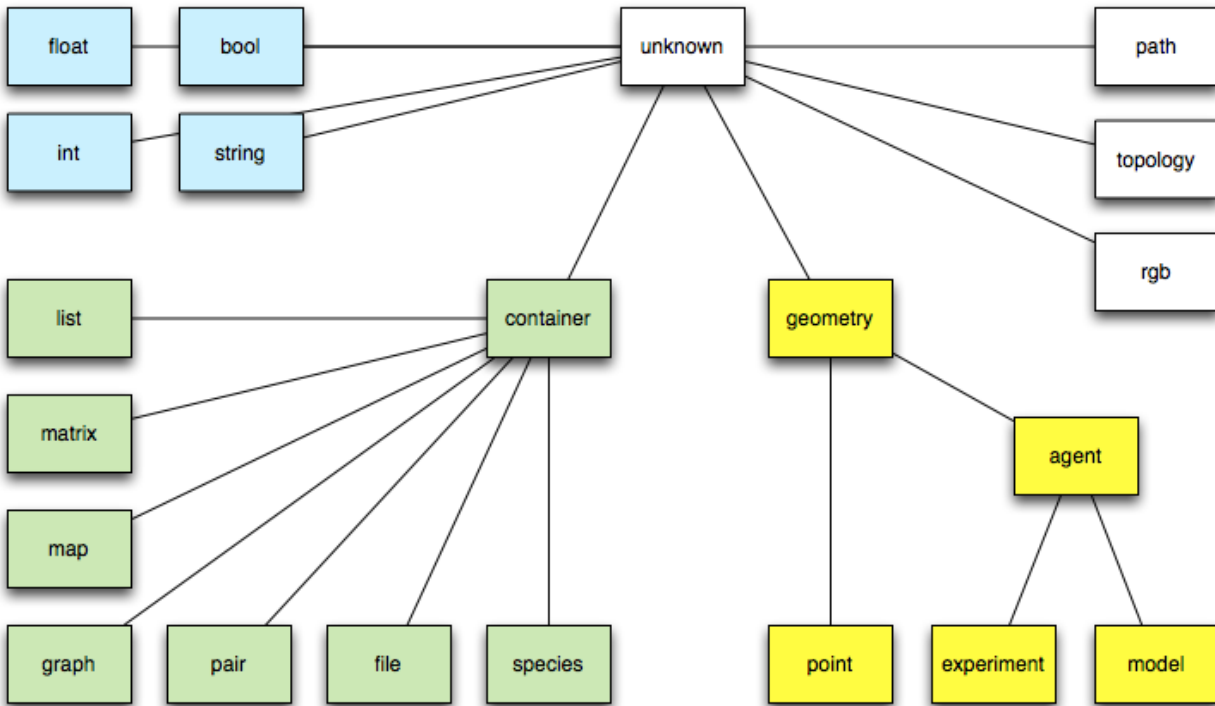 float
bool
unknown
path
int
string
topology
rgb
list
container
geometry
matrix
agent
map
graph
pair
file
species
point
experiment
model